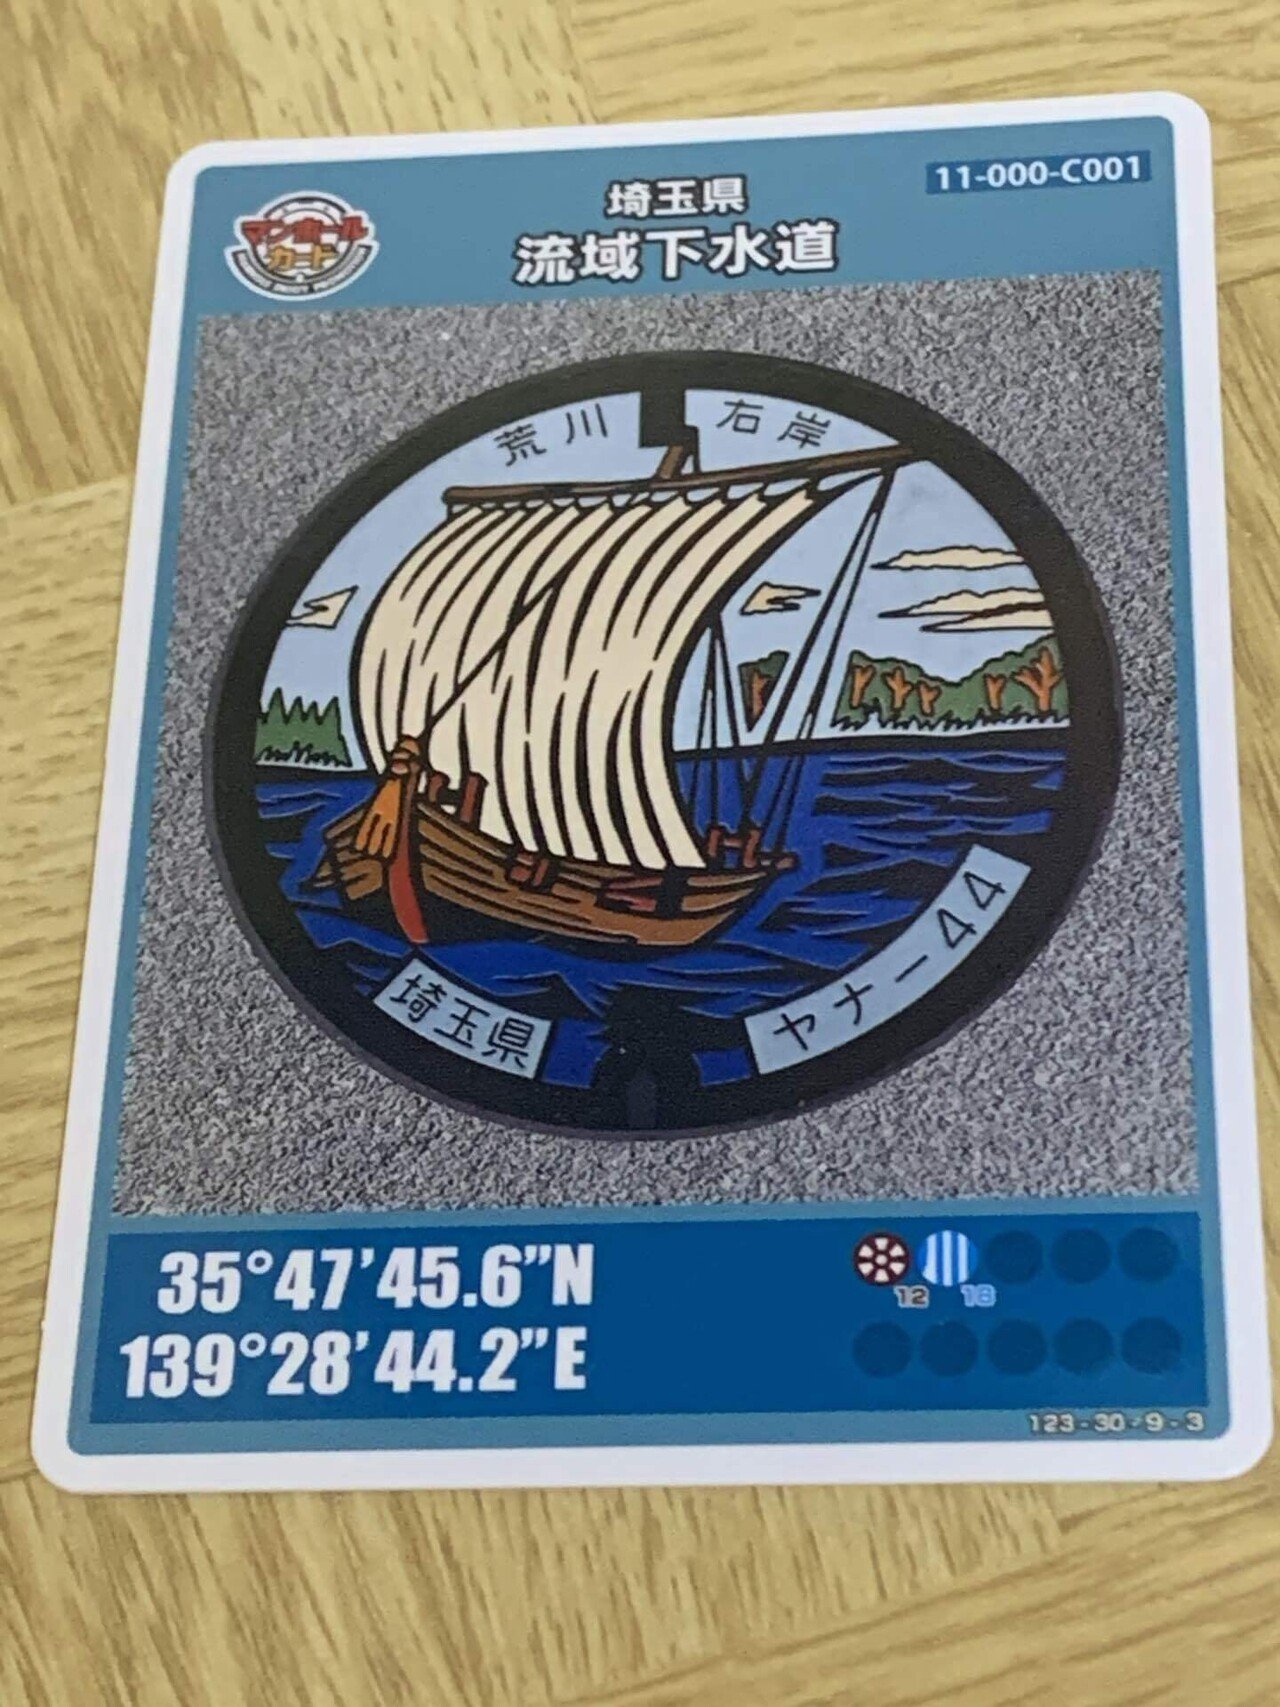 11-000-C001
マンホール
カード
埼玉県
流域下水道
荒川 右岸
埼玉県
ヤナー44
35°47'45.6"N
139°28'44.2"E
12 18
123-30-9-3